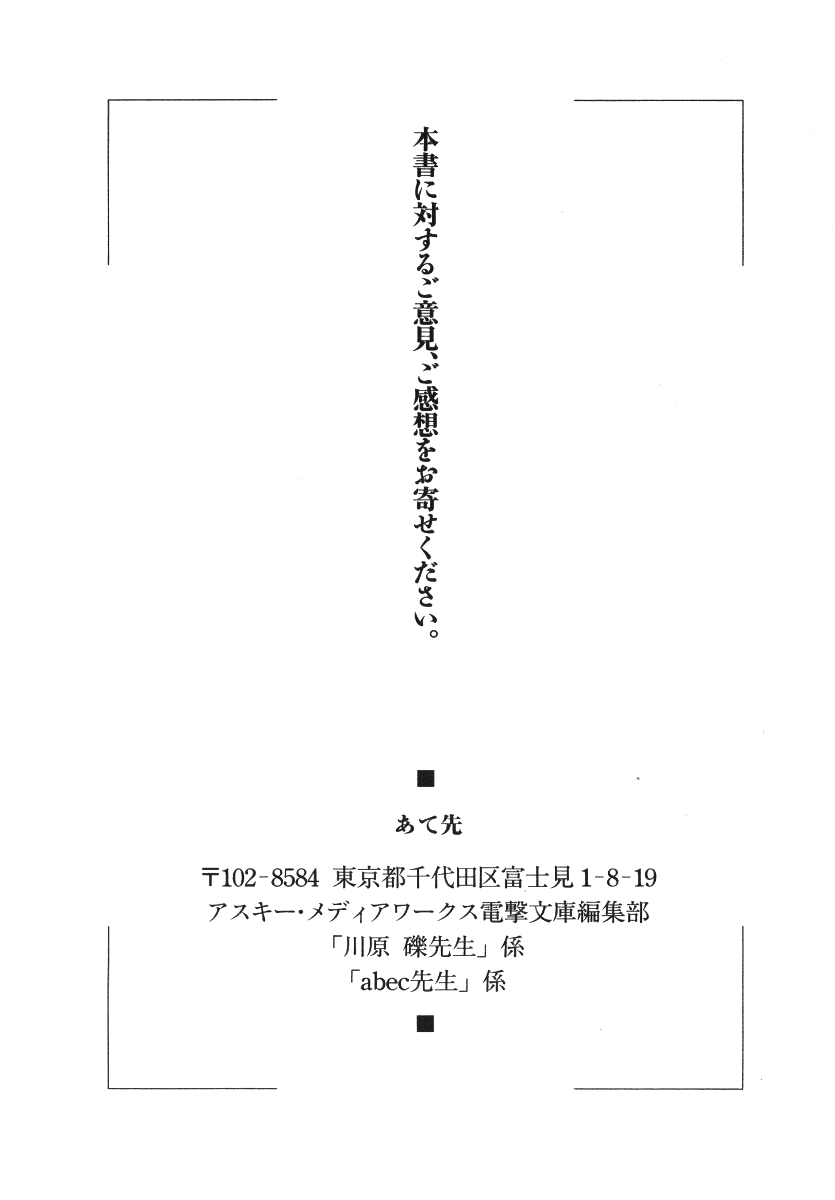 本書に対するご意見、ご感想をお寄せください。
■
あて先
〒102-8584 東京都千代田区富士見1-8-19
アスキー・メディアワークス電撃文庫編集部
「川原 礫先生」係
「abec先生」係
■